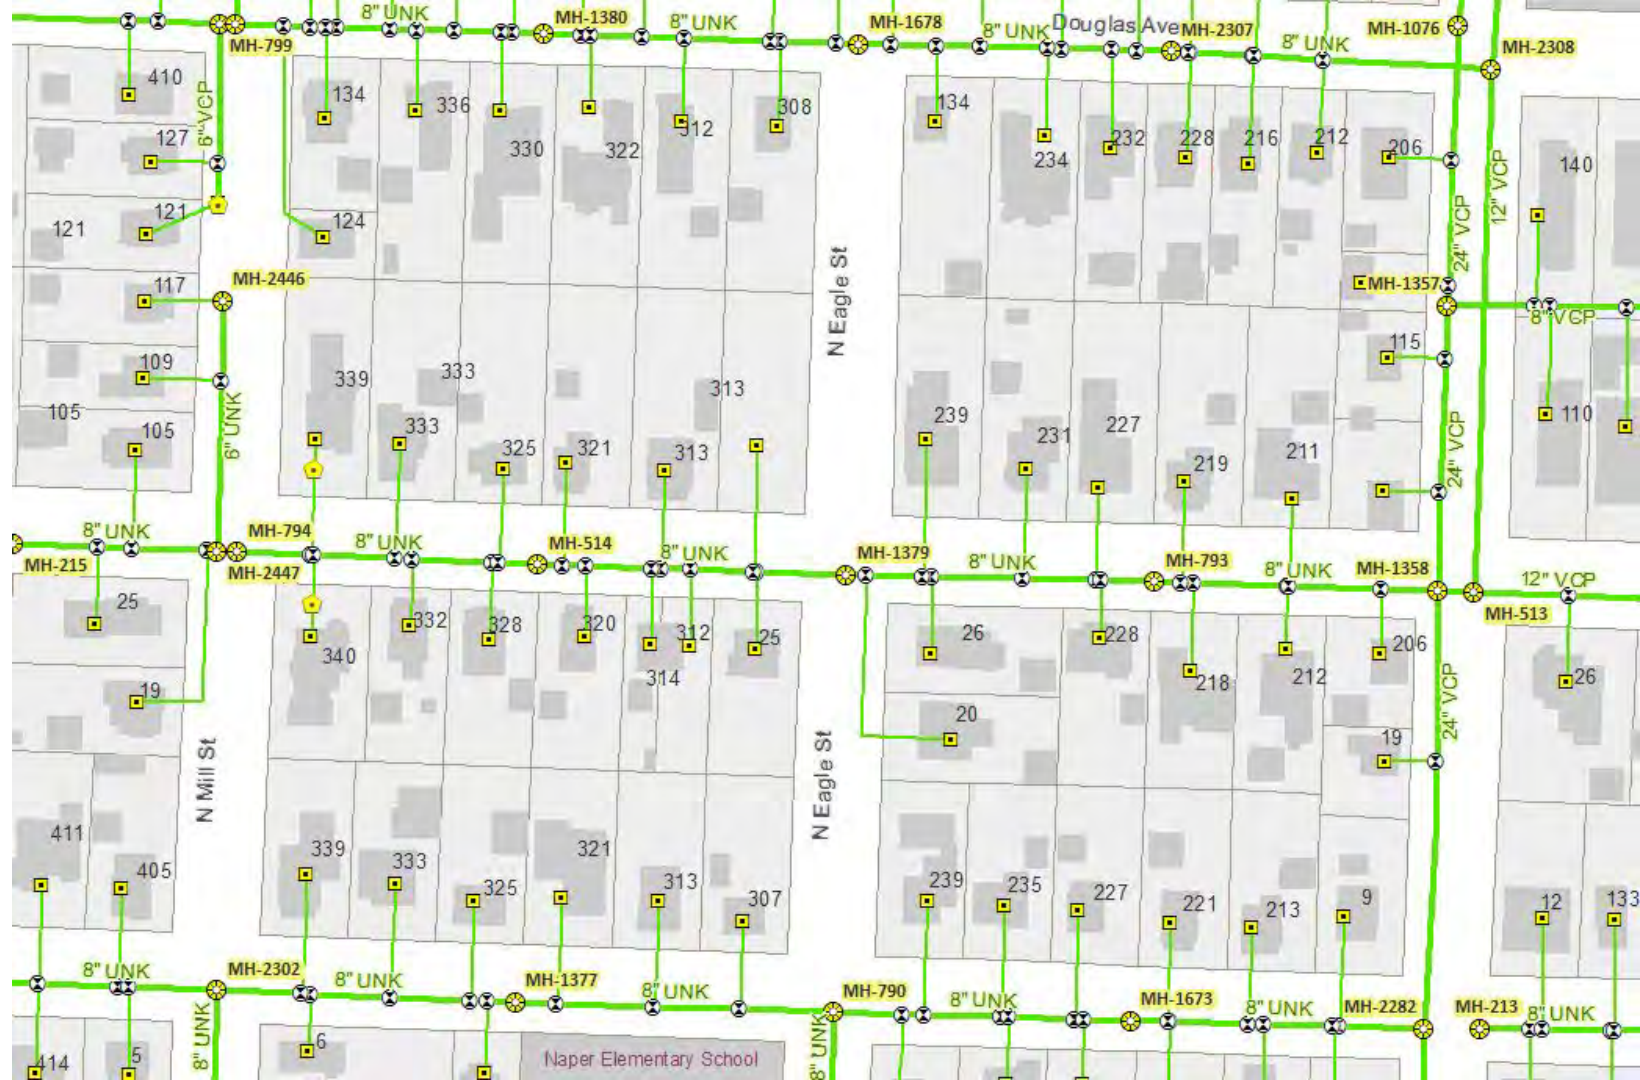 8" UNK
MH-1380
8" UNK
MH-1678
8" UNK
Douglas Ave
MH-2307
8" UNK
MH-1076
MH-2308
MH-799
410
6" VCP
127
121
121
117
109
105
105
MH-2446
6" UNK
134
336
330
322
312
308
124
134
234
232
228
216
212
206
24" VCP
12" VCP
140
MH-1357
8" VCP
115
110
24" VCP
N Eagle St
339
333
333
325
321
313
313
239
231
227
219
211
8" UNK
MH-215
MH-794
MH-2447
8" UNK
MH-514
8" UNK
MH-1379
8" UNK
MH-793
8" UNK
MH-1358
12" VCP
MH-513
25
19
340
332
328
320
314
312
25
26
20
228
218
212
206
19
24" VCP
26
N Mill St
N Eagle St
411
405
339
333
325
321
313
307
239
235
227
221
213
9
12
133
8" UNK
MH-2302
8" UNK
MH-1377
8" UNK
MH-790
8" UNK
MH-1673
8" UNK
MH-2282
MH-213
8" UNK
8" UNK
8" UNK
414
5
6
Naper Elementary School